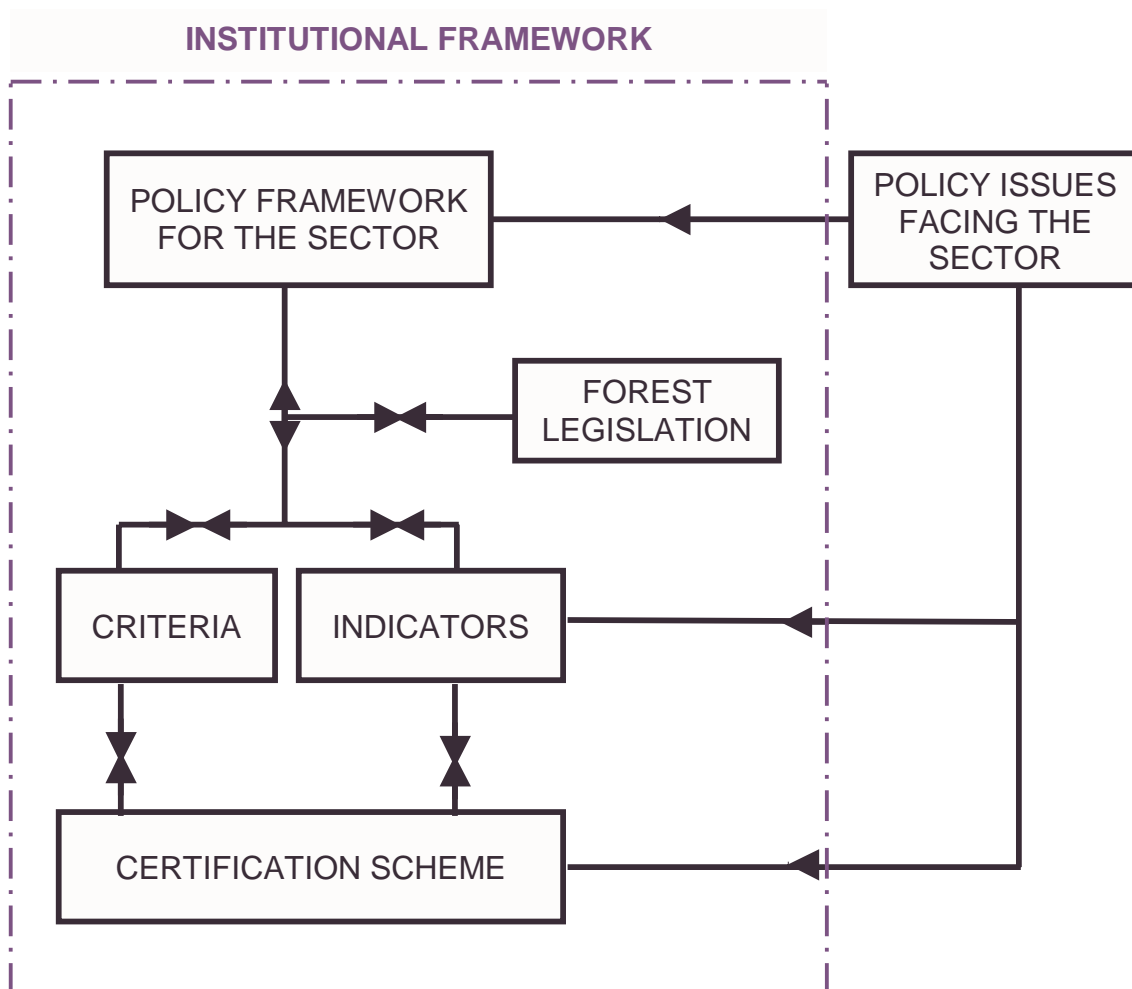 INSTITUTIONAL FRAMEWORK
POLICY FRAMEWORK
FOR THE SECTOR
POLICY ISSUES
FACING THE
SECTOR
FOREST
LEGISLATION
CRITERIA
INDICATORS
CERTIFICATION SCHEME